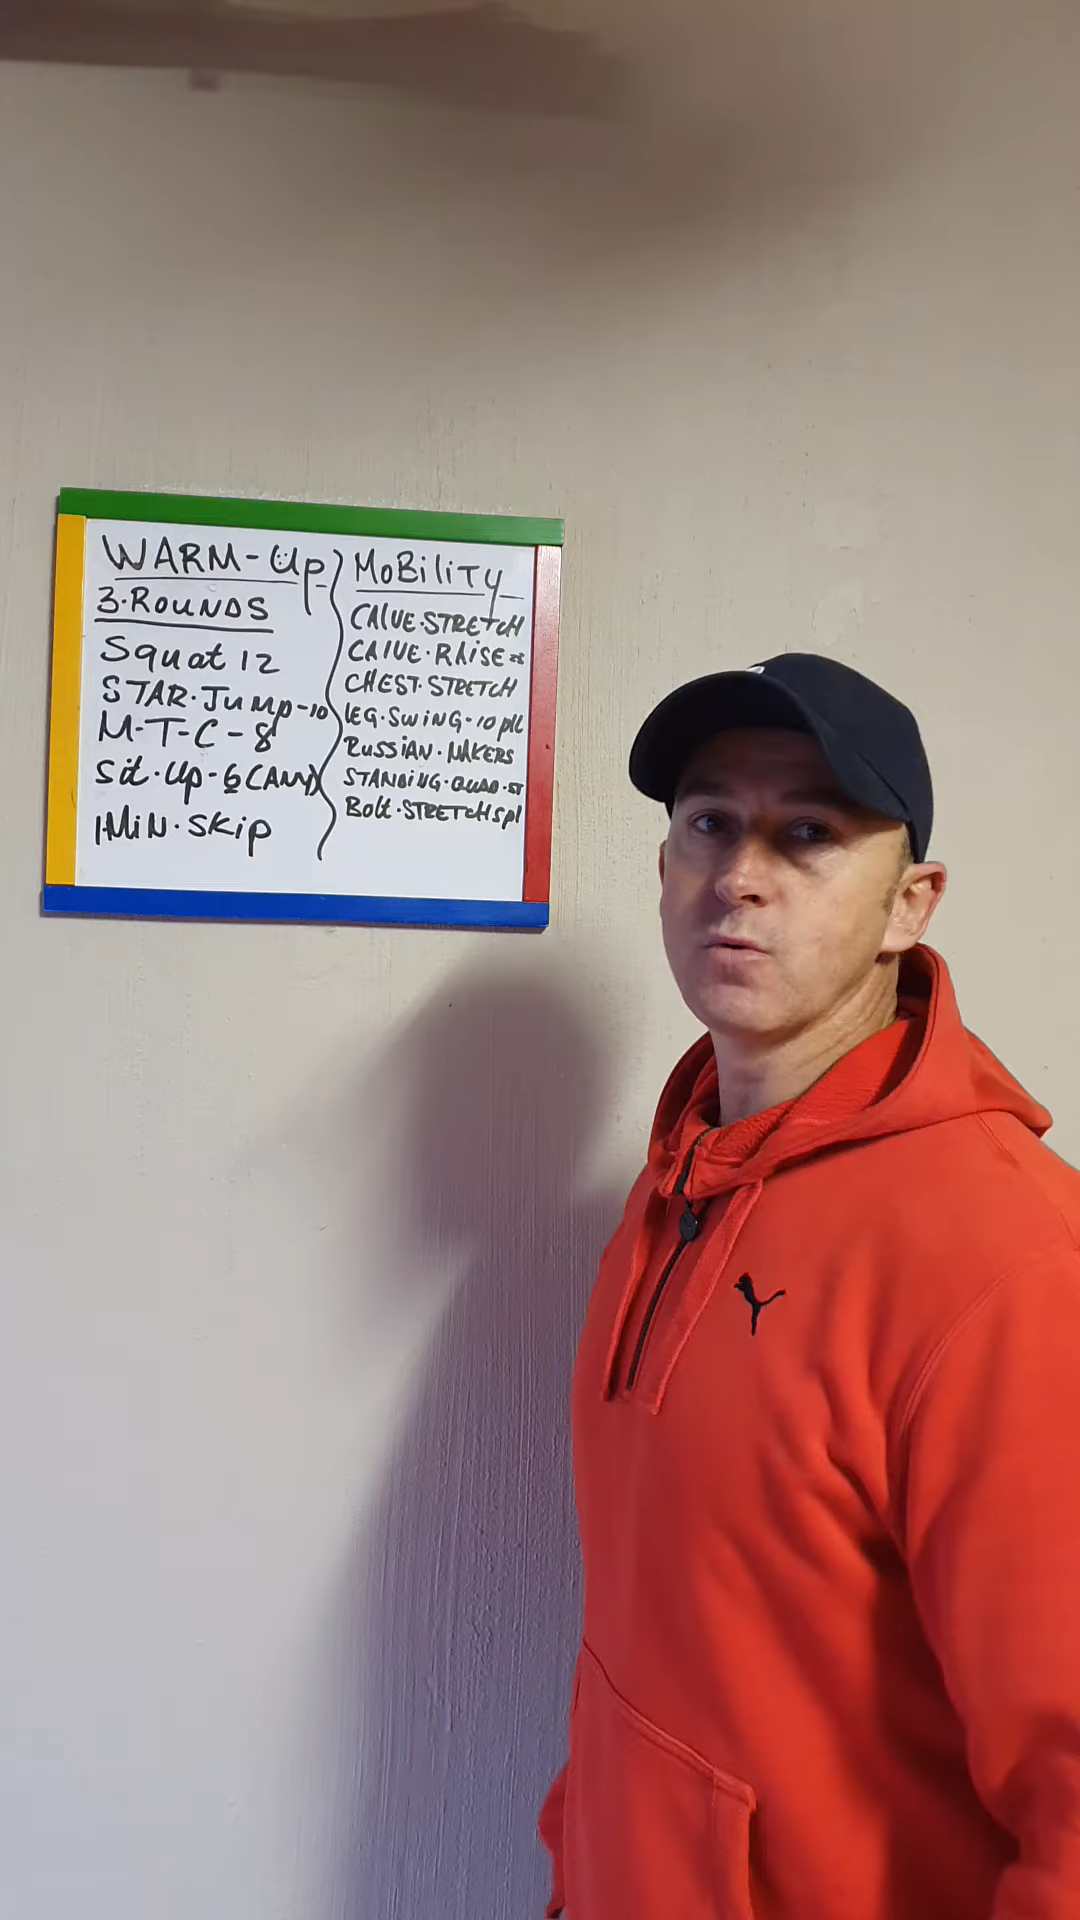 WARM-Up
3.ROUNDS
Squat 12
STAR.Jump-10
M-T-C-8
Sit.Up-6
1MiN.SKip
MoBiliTy
CALVE.STRETCH
CALVE.RAiSE
CHEST.STRETCH
LEG.SWiNG-10
RUSSiAN.MAKERS
STANDING.QUAD.ST
Bolt.STRETCH